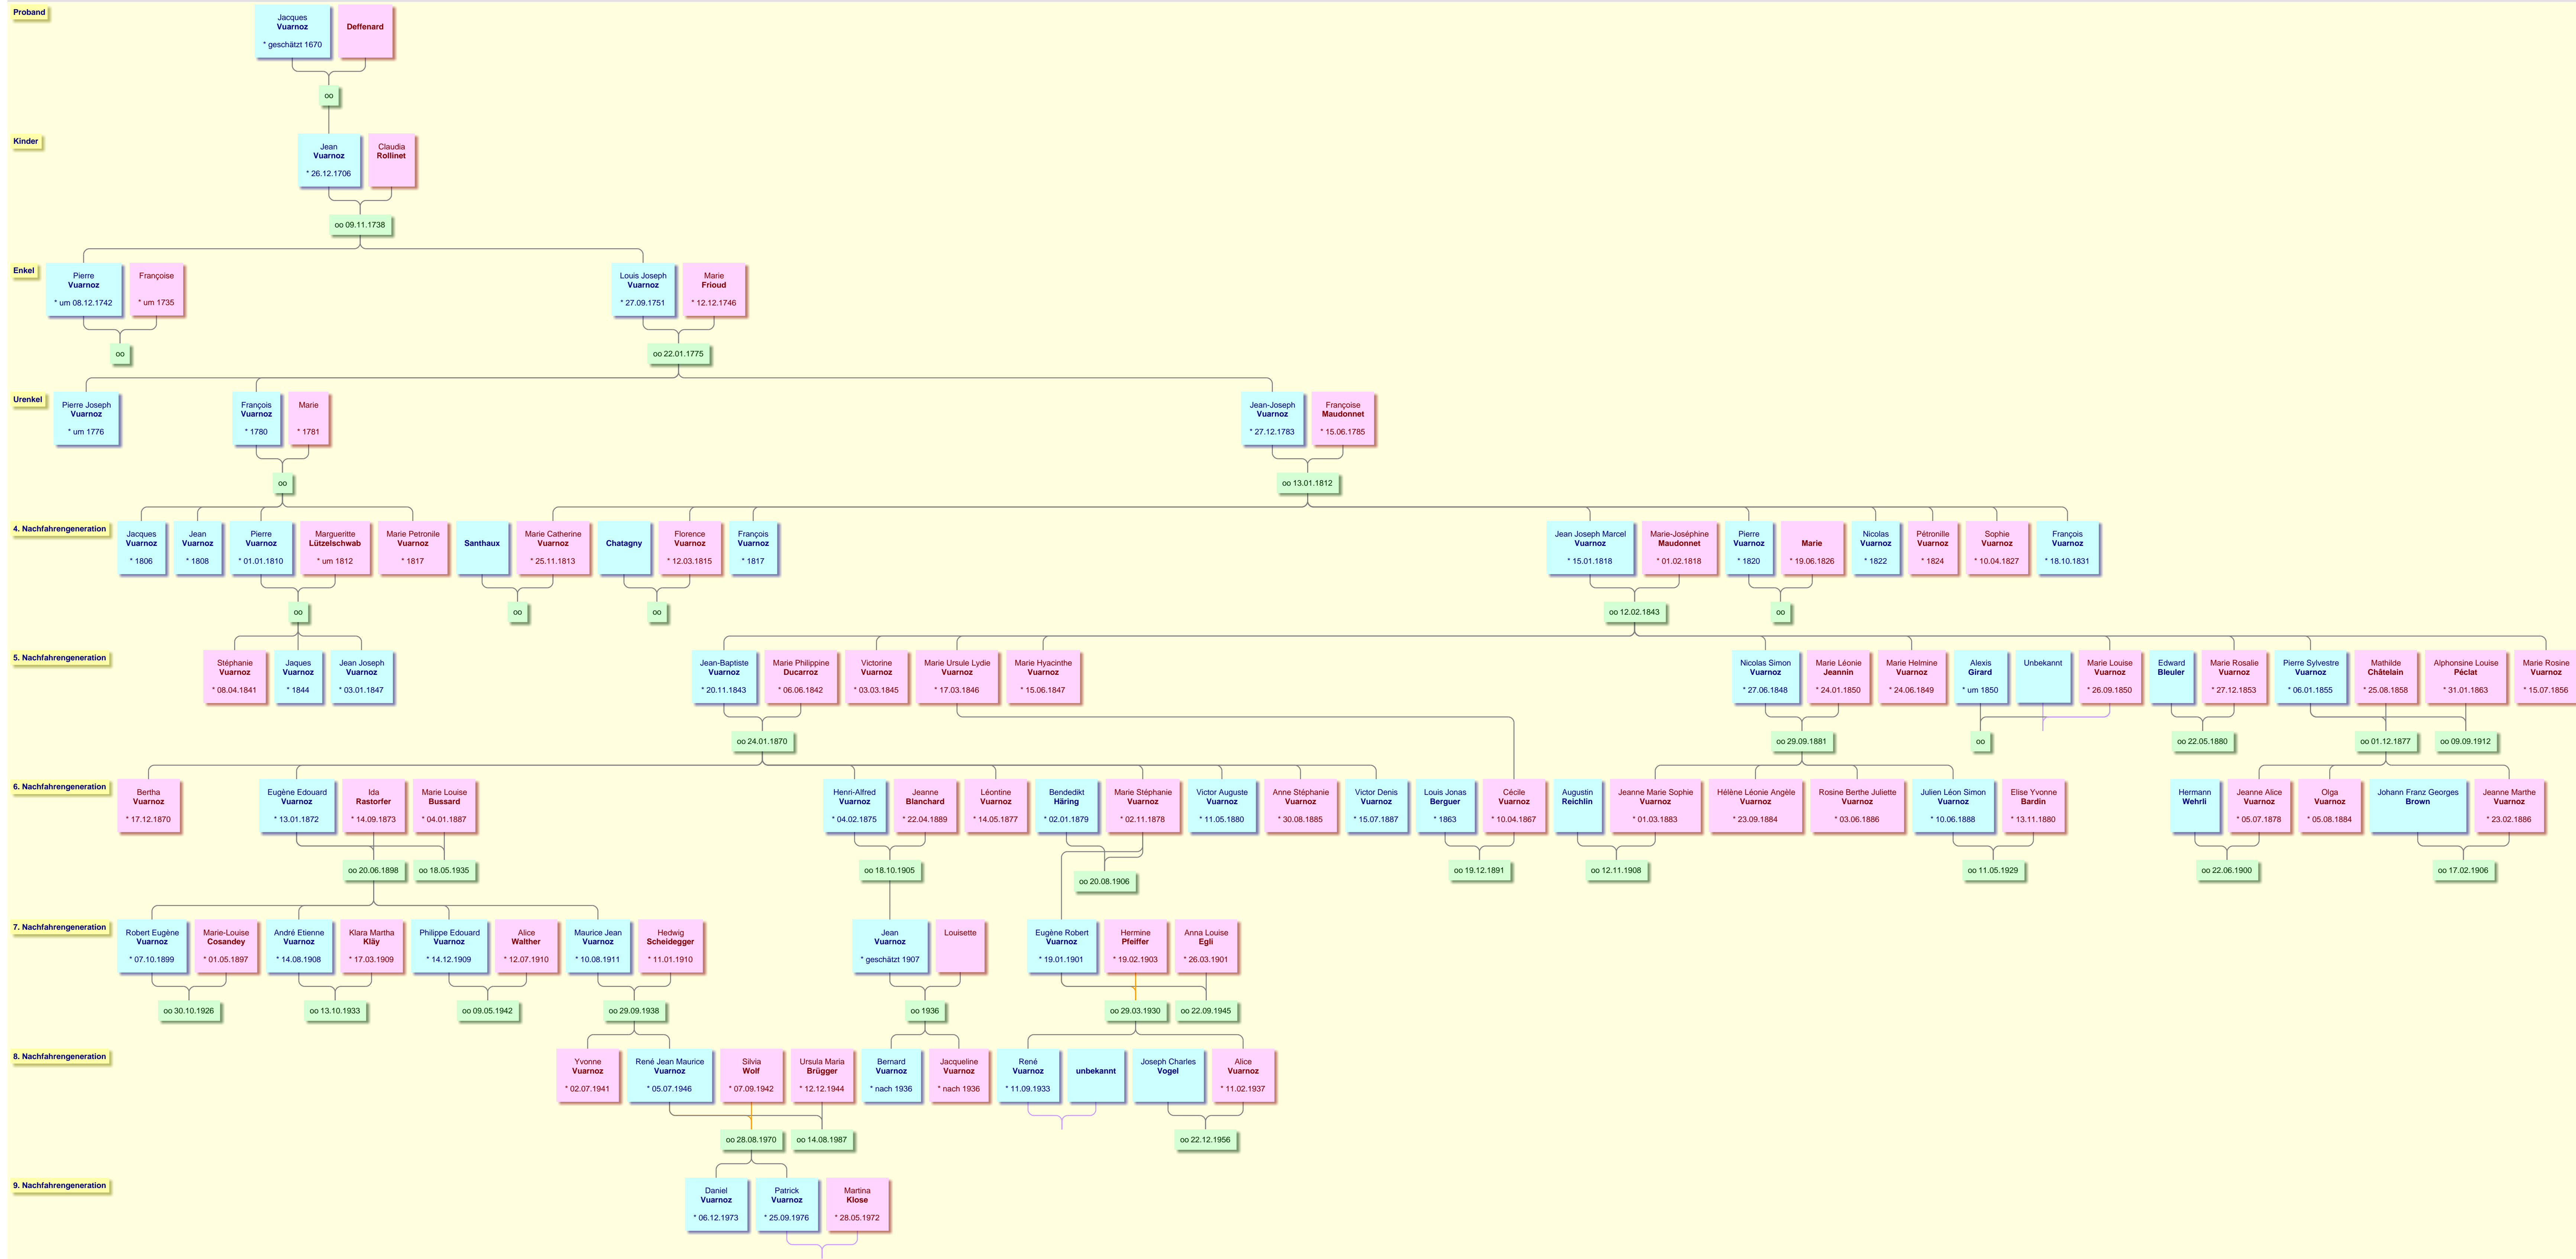 Proband
Jacques
Vuarnoz
* geschätzt 1670
Deffenard
oo
Kinder
Jean
Vuarnoz
* 26.12.1706
Claudia
Rollinet
oo 09.11.1738
Enkel
Pierre
Vuarnoz
* um 08.12.1742
Françoise
* um 1735
Louis Joseph
Vuarnoz
* 27.09.1751
Marie
Frioud
* 12.12.1746
oo
oo 22.01.1775
Urenkel
Pierre Joseph
Vuarnoz
* um 1776
François
Vuarnoz
* 1780
Marie
* 1781
Jean-Joseph
Vuarnoz
* 27.12.1783
Françoise
Maudonnet
* 15.06.1785
oo
oo 13.01.1812
4. Nachfahrengeneration
Jacques
Vuarnoz
* 1806
Jean
Vuarnoz
* 1808
Pierre
Vuarnoz
* 01.01.1810
Margueritte
Lützelschwab
* um 1812
Marie Petronile
Vuarnoz
* 1817
Santhaux
Marie Catherine
Vuarnoz
* 25.11.1813
Chatagny
Florence
Vuarnoz
* 12.03.1815
François
Vuarnoz
* 1817
Jean Joseph Marcel
Vuarnoz
* 15.01.1818
Marie-Joséphine
Maudonnet
* 01.02.1818
Pierre
Vuarnoz
* 1820
Marie
* 19.06.1826
Nicolas
Vuarnoz
* 1822
Pétronille
Vuarnoz
* 1824
Sophie
Vuarnoz
* 10.04.1827
François
Vuarnoz
* 18.10.1831
oo
oo
oo
oo 12.02.1843
oo
5. Nachfahrengeneration
Stéphanie
Vuarnoz
* 08.04.1841
Jaques
Vuarnoz
* 1844
Jean Joseph
Vuarnoz
* 03.01.1847
Jean-Baptiste
Vuarnoz
* 20.11.1843
Marie Philippine
Ducarroz
* 06.06.1842
Victorine
Vuarnoz
* 03.03.1845
Marie Ursule Lydie
Vuarnoz
* 17.03.1846
Marie Hyacinthe
Vuarnoz
* 15.06.1847
Nicolas Simon
Vuarnoz
* 27.06.1848
Marie Léonie
Jeannin
* 24.01.1850
Marie Helmine
Vuarnoz
* 24.06.1849
Alexis
Girard
* um 1850
Unbekannt
Marie Louise
Vuarnoz
* 26.09.1850
Edward
Bleuler
Marie Rosalie
Vuarnoz
* 27.12.1853
Pierre Sylvestre
Vuarnoz
* 06.01.1855
Mathilde
Châtelain
* 25.08.1858
Alphonsine Louise
Péclat
* 31.01.1863
Marie Rosine
Vuarnoz
* 15.07.1856
oo 24.01.1870
oo 29.09.1881
oo
oo 22.05.1880
oo 01.12.1877
oo 09.09.1912
6. Nachfahrengeneration
Bertha
Vuarnoz
* 17.12.1870
Eugène Edouard
Vuarnoz
* 13.01.1872
Ida
Rastorfer
* 14.09.1873
Marie Louise
Bussard
* 04.01.1887
Henri-Alfred
Vuarnoz
* 04.02.1875
Jeanne
Blanchard
* 22.04.1889
Léontine
Vuarnoz
* 14.05.1877
Bendedikt
Häring
* 02.01.1879
Marie Stéphanie
Vuarnoz
* 02.11.1878
Victor Auguste
Vuarnoz
* 11.05.1880
Anne Stéphanie
Vuarnoz
* 30.08.1885
Victor Denis
Vuarnoz
* 15.07.1887
Louis Jonas
Berguer
* 1863
Cécile
Vuarnoz
* 10.04.1867
Augustin
Reichlin
Jeanne Marie Sophie
Vuarnoz
* 01.03.1883
Hélène Léonie Angèle
Vuarnoz
* 23.09.1884
Rosine Berthe Juliette
Vuarnoz
* 03.06.1886
Julien Léon Simon
Vuarnoz
* 10.06.1888
Elise Yvonne
Bardin
* 13.11.1880
Hermann
Wehrli
Jeanne Alice
Vuarnoz
* 05.07.1878
Olga
Vuarnoz
* 05.08.1884
Johann Franz Georges
Brown
Jeanne Marthe
Vuarnoz
* 23.02.1886
oo 20.06.1898
oo 18.05.1935
oo 18.10.1905
oo 20.08.1906
oo 19.12.1891
oo 12.11.1908
oo 11.05.1929
oo 22.06.1900
oo 17.02.1906
7. Nachfahrengeneration
Robert Eugène
Vuarnoz
* 07.10.1899
Marie-Louise
Cosandey
* 01.05.1897
André Etienne
Vuarnoz
* 14.08.1908
Klara Martha
Kläy
* 17.03.1909
Philippe Edouard
Vuarnoz
* 14.12.1909
Alice
Walther
* 12.07.1910
Maurice Jean
Vuarnoz
* 10.08.1911
Hedwig
Scheidegger
* 11.01.1910
Jean
Vuarnoz
* geschätzt 1907
Louisette
Eugène Robert
Vuarnoz
* 19.01.1901
Hermine
Pfeiffer
* 19.02.1903
Anna Louise
Egli
* 26.03.1901
oo 30.10.1926
oo 13.10.1933
oo 09.05.1942
oo 29.09.1938
oo 1936
oo 29.03.1930
oo 22.09.1945
8. Nachfahrengeneration
Yvonne
Vuarnoz
* 02.07.1941
René Jean Maurice
Vuarnoz
* 05.07.1946
Silvia
Wolf
* 07.09.1942
Ursula Maria
Brügger
* 12.12.1944
Bernard
Vuarnoz
* nach 1936
Jacqueline
Vuarnoz
* nach 1936
René
Vuarnoz
* 11.09.1933
unbekannt
Joseph Charles
Vogel
Alice
Vuarnoz
* 11.02.1937
oo 28.08.1970
oo 14.08.1987
oo 22.12.1956
9. Nachfahrengeneration
Daniel
Vuarnoz
* 06.12.1973
Patrick
Vuarnoz
* 25.09.1976
Martina
Klose
* 28.05.1972